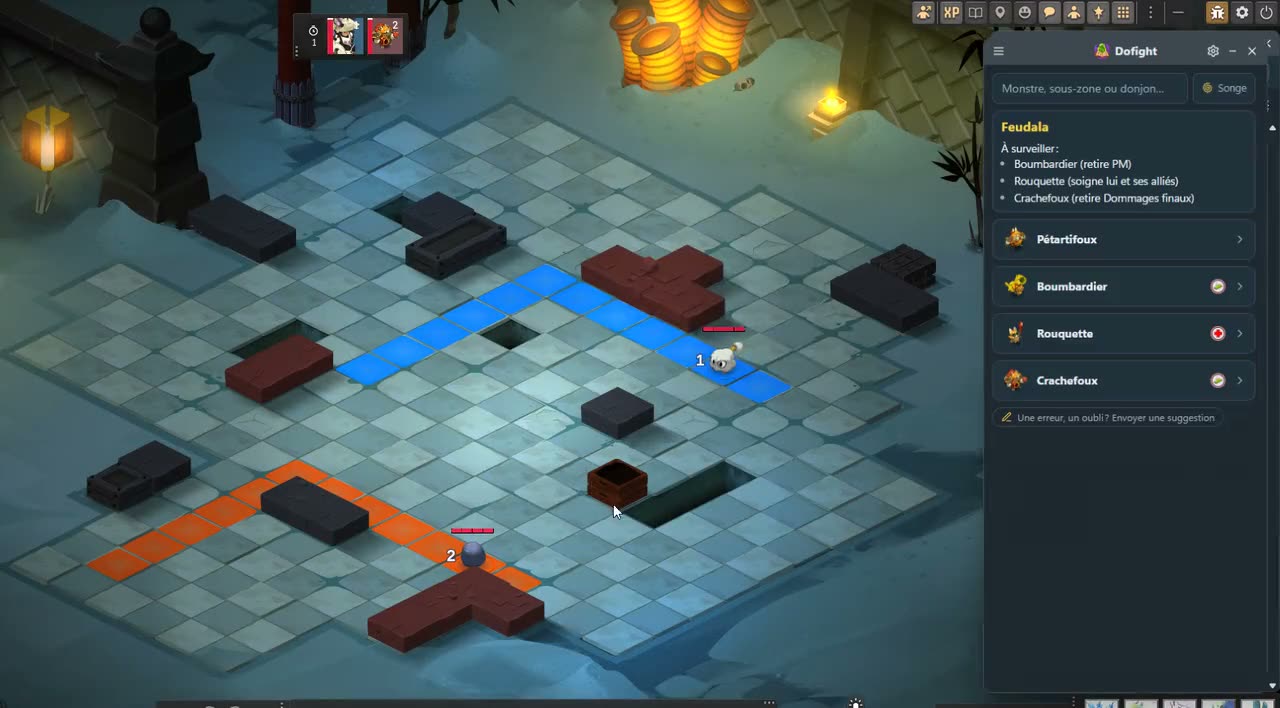 2
1
XP
Dofight
Monstre, sous-zone ou donjon...
Songe
Feudala
À surveiller:
Boumbardier (retire PM)
Rouquette (soigne lui et ses alliés)
Crachefoux (retire Dommages finaux)
Pétartifoux
Boumbardier
Rouquette
Crachefoux
Une erreur, un oubli? Envoyer une suggestion
1
2